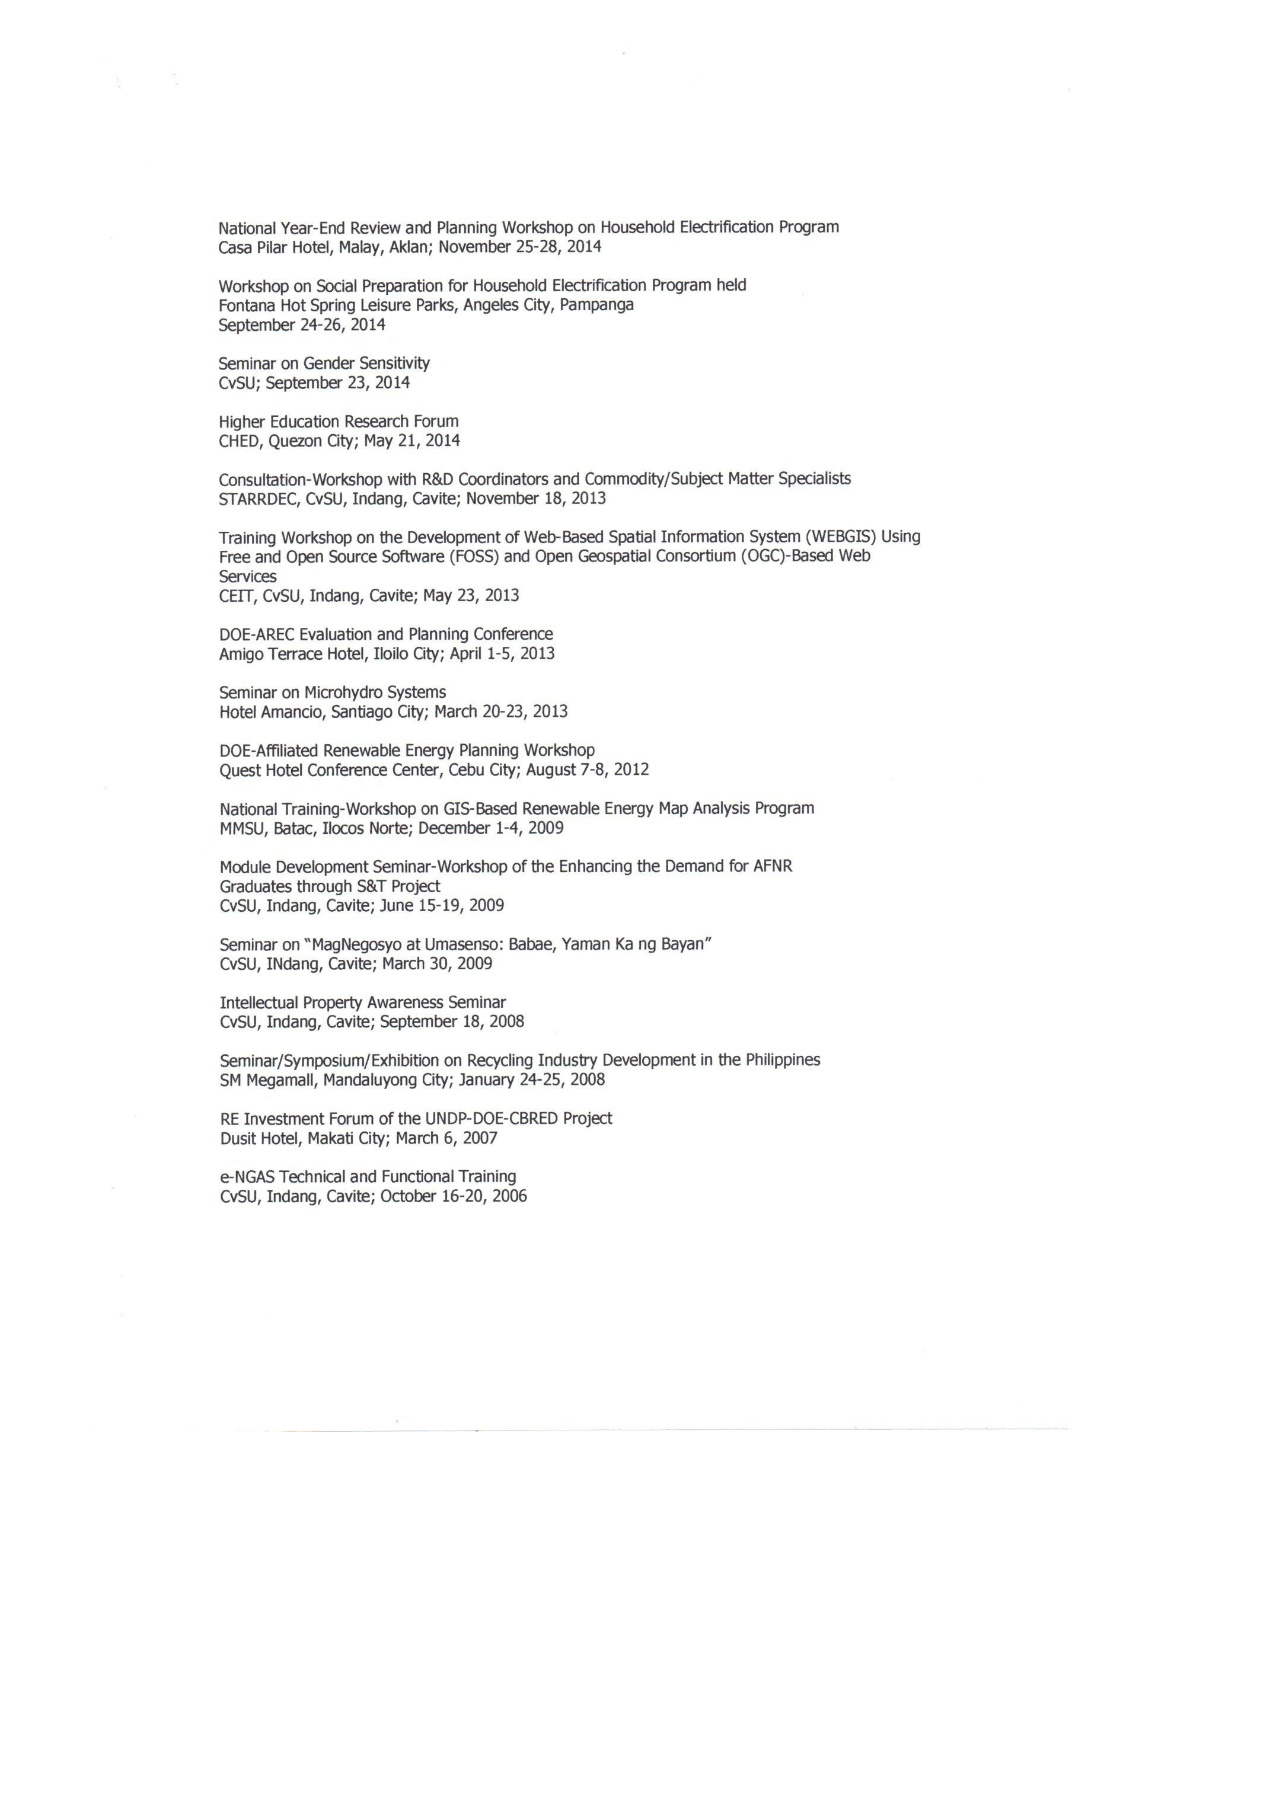 National Year-End Review and Planning Workshop on Household Electrification Program
Casa Pilar Hotel, Malay, Aklan; November 25-28, 2014
Workshop on Social Preparation for Household Electrification Program held
Fontana Hot Spring Leisure Parks, Angeles City, Pampanga
September 24-26, 2014
Seminar on Gender Sensitivity
CvSU; September 23, 2014
Higher Education Research Forum
CHED, Quezon City; May 21, 2014
Consultation-Workshop with R&D Coordinators and Commodity/Subject Matter Specialists
STARRDEC, CvSU, Indang, Cavite; November 18, 2013
Training Workshop on the Development of Web-Based Spatial Information System (WEBGIS) Using
Free and Open Source Software (FOSS) and Open Geospatial Consortium (OGC)-Based Web
Services
CEIT, CvSU, Indang, Cavite; May 23, 2013
DOE-AREC Evaluation and Planning Conference
Amigo Terrace Hotel, Iloilo City; April 1-5, 2013
Seminar on Microhydro Systems
Hotel Amancio, Santiago City; March 20-23, 2013
DOE-Affiliated Renewable Energy Planning Workshop
Quest Hotel Conference Center, Cebu City; August 7-8, 2012
National Training-Workshop on GIS-Based Renewable Energy Map Analysis Program
MMSU, Batac, Ilocos Norte; December 1-4, 2009
Module Development Seminar-Workshop of the Enhancing the Demand for AFNR
Graduates through S&T Project
CvSU, Indang, Cavite; June 15-19, 2009
Seminar on “MagNegosyo at Umasenso: Babae, Yaman Ka ng Bayan”
CvSU, INdang, Cavite; March 30, 2009
Intellectual Property Awareness Seminar
CvSU, Indang, Cavite; September 18, 2008
Seminar/Symposium/Exhibition on Recycling Industry Development in the Philippines
SM Megamall, Mandaluyong City; January 24-25, 2008
RE Investment Forum of the UNDP-DOE-CBRED Project
Dusit Hotel, Makati City; March 6, 2007
e-NGAS Technical and Functional Training
CvSU, Indang, Cavite; October 16-20, 2006